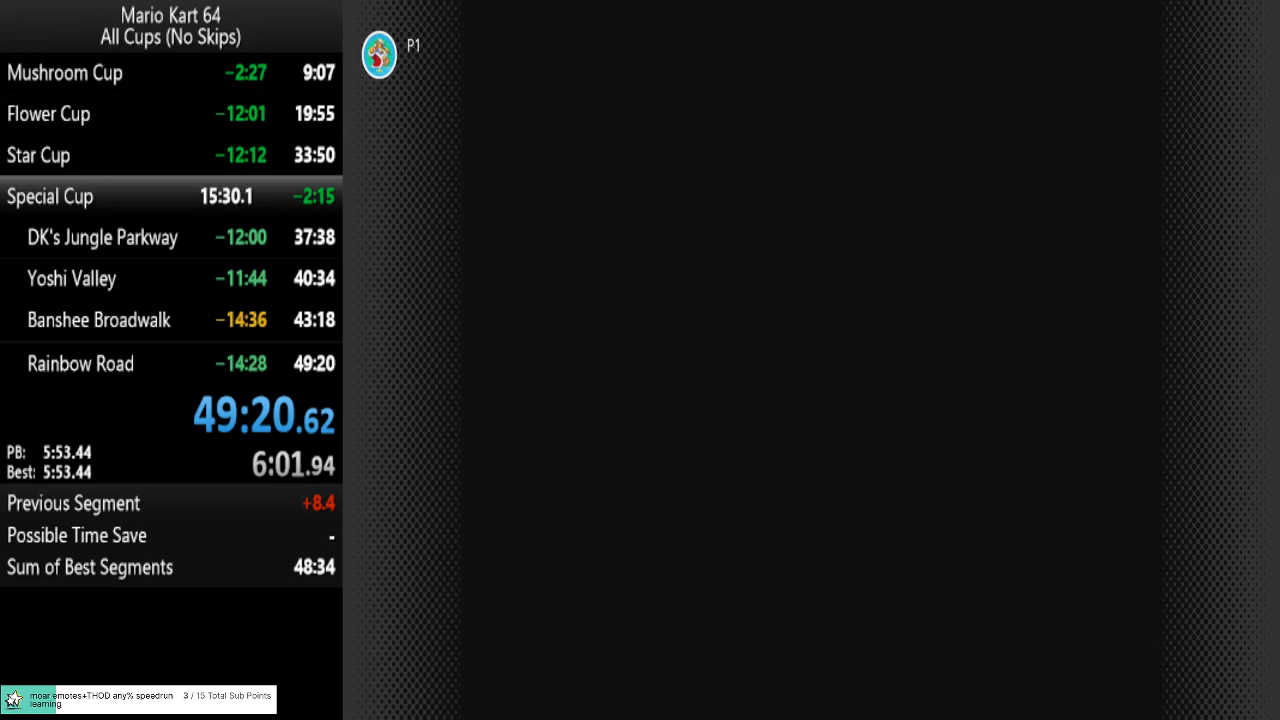 Mario Kart 64
All Cups (No Skips)
Mushroom Cup -2:27 9:07
Flower Cup -12:01 19:55
Star Cup -12:12 33:50
Special Cup 15:30.1 -2:15
DK's Jungle Parkway -12:00 37:38
Yoshi Valley -11:44 40:34
Banshee Broadwalk -14:36 43:18
Rainbow Road -14:28 49:20
49:20.62
PB: 5:53.44
Best: 5:53.44
6:01.94
Previous Segment +8.4
Possible Time Save -
Sum of Best Segments 48:34
moar emotes+THOD any% speedrun 3 / 15 Total Sub Points
learning
P1